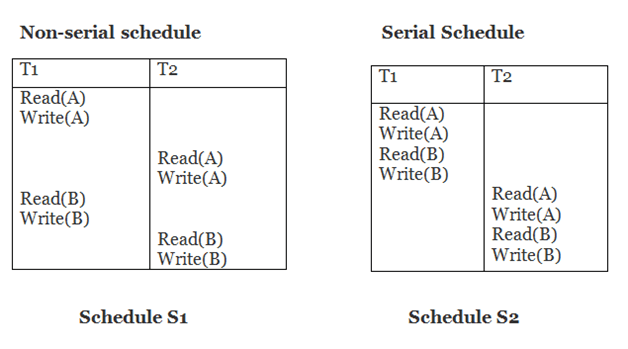 Non-serial schedule
T1 T2
Read(A)
Write(A)
Read(A)
Write(A)
Read(B)
Write(B)
Read(B)
Write(B)
Schedule S1
Serial Schedule
T1 T2
Read(A)
Write(A)
Read(B)
Write(B)
Read(A)
Write(A)
Read(B)
Write(B)
Schedule S2